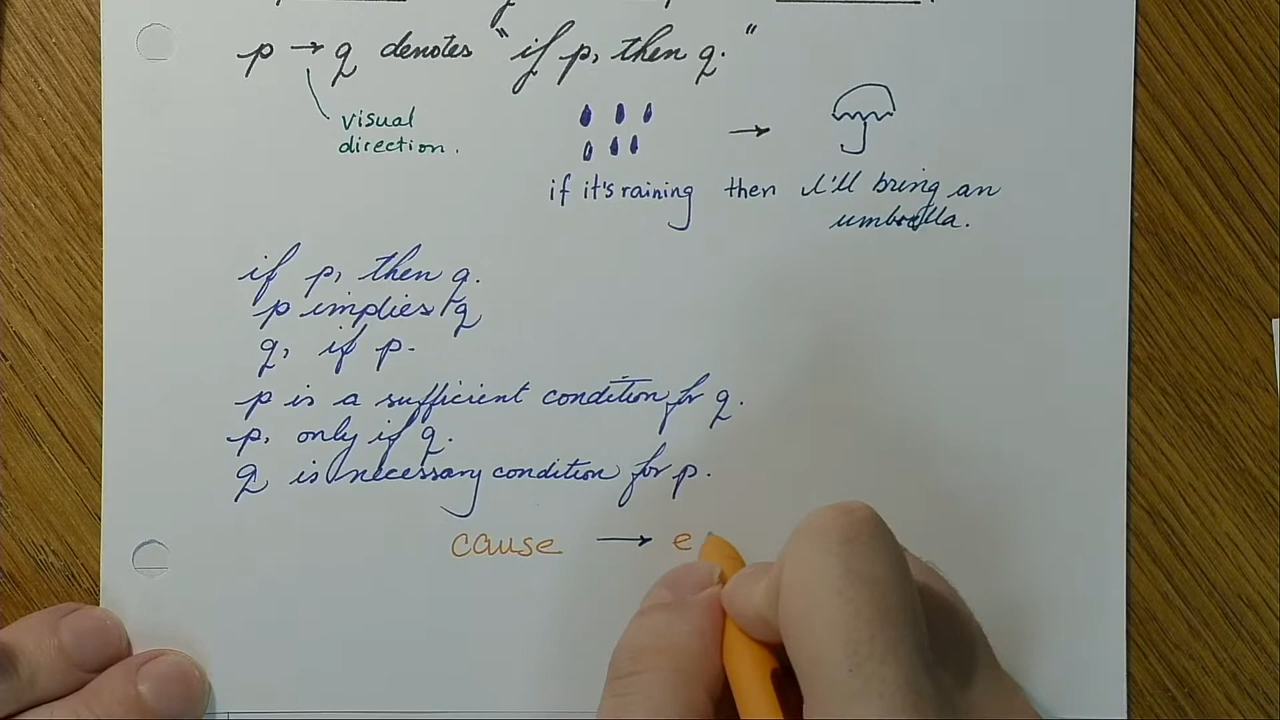 p → q denotes "if p, then q."
visual
direction.
→
if it's raining then I'll bring an
umbrella.
if p, then q.
p implies q
q, if p.
p is a sufficient condition for q.
p, only if q.
q is necessary condition for p.
cause → e